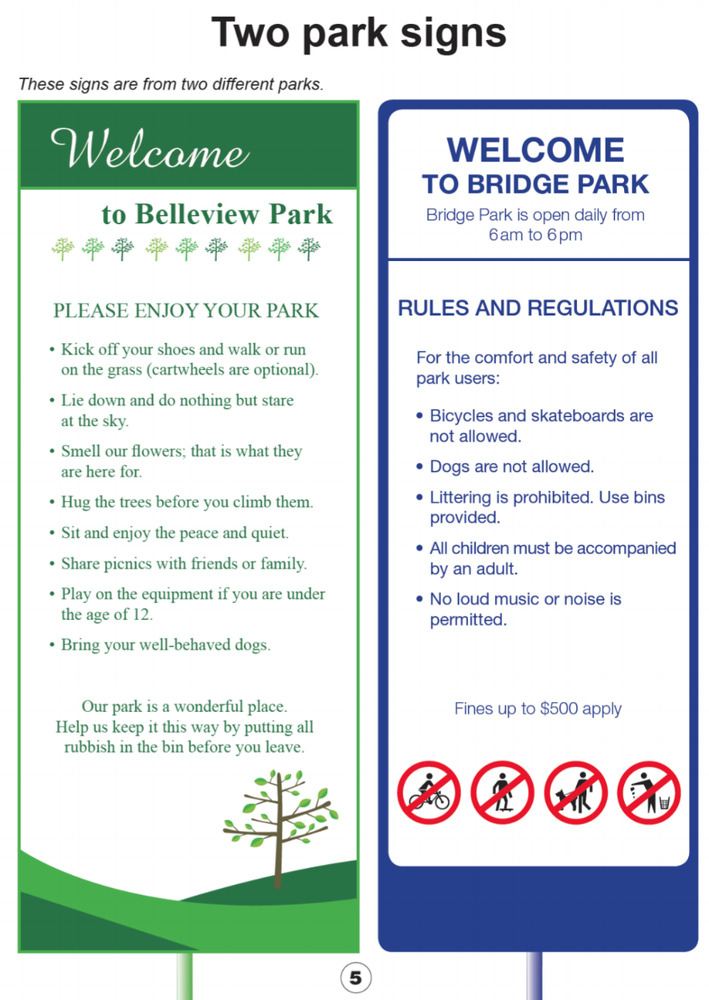 Two park signs
These signs are from two different parks.
Welcome
to Belleview Park
PLEASE ENJOY YOUR PARK
• Kick off your shoes and walk or run
on the grass (cartwheels are optional).
• Lie down and do nothing but stare
at the sky.
• Smell our flowers; that is what they
are here for.
• Hug the trees before you climb them.
• Sit and enjoy the peace and quiet.
• Share picnics with friends or family.
• Play on the equipment if you are under
the age of 12.
• Bring your well-behaved dogs.
Our park is a wonderful place.
Help us keep it this way by putting all
rubbish in the bin before you leave.
WELCOME
TO BRIDGE PARK
Bridge Park is open daily from
6 am to 6 pm
RULES AND REGULATIONS
For the comfort and safety of all
park users:
• Bicycles and skateboards are
not allowed.
• Dogs are not allowed.
• Littering is prohibited. Use bins
provided.
• All children must be accompanied
by an adult.
• No loud music or noise is
permitted.
Fines up to $500 apply
5